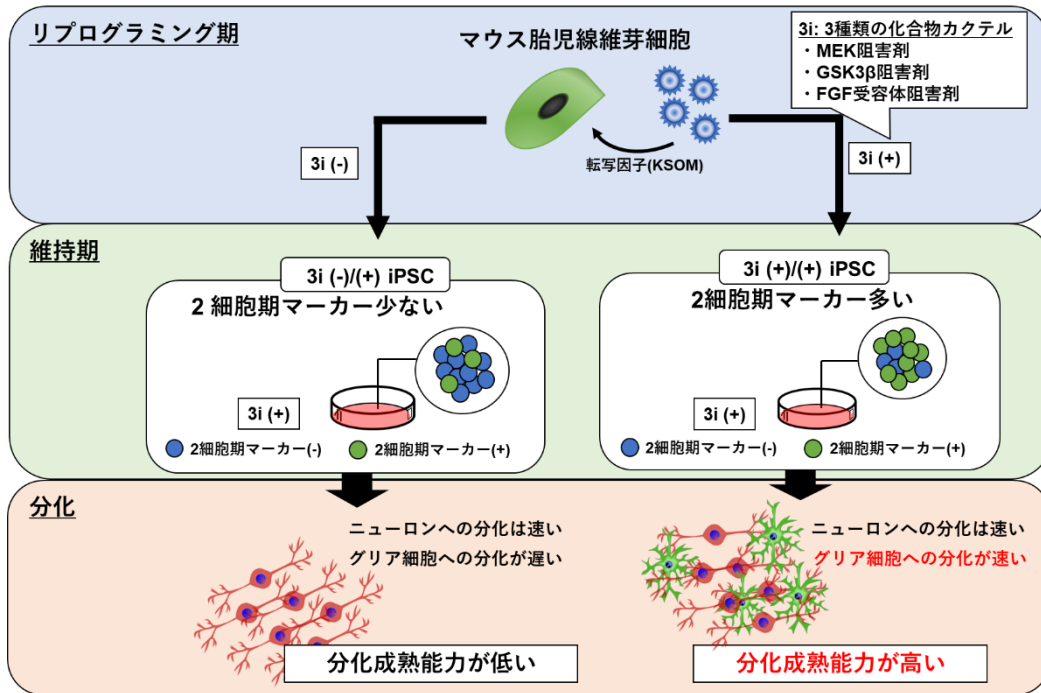 リプログラミング期
マウス胎児線維芽細胞
3i: 3種類の化合物カクテル
・MEK阻害剤
・GSK3β阻害剤
・FGF受容体阻害剤
3i (-)
転写因子(KSOM)
3i (+)
維持期
3i (-)/(+) iPSC
2 細胞期マーカー少ない
3i (+)
2細胞期マーカー(-)
2細胞期マーカー(+)
3i (+)/(+) iPSC
2細胞期マーカー多い
3i (+)
2細胞期マーカー(-)
2細胞期マーカー(+)
分化
ニューロンへの分化は速い
グリア細胞への分化が遅い
分化成熟能力が低い
ニューロンへの分化は速い
グリア細胞への分化が速い
分化成熟能力が高い